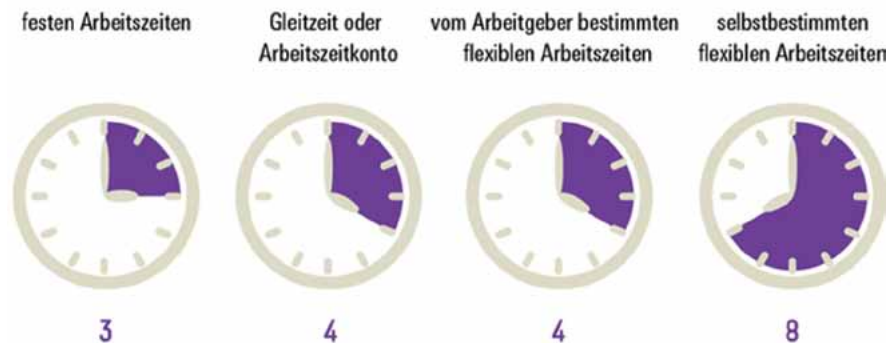 festen Arbeitszeiten
Gleitzeit oder
Arbeitszeitkonto
vom Arbeitgeber bestimmten
flexiblen Arbeitszeiten
selbstbestimmten
flexiblen Arbeitszeiten
3
4
4
8